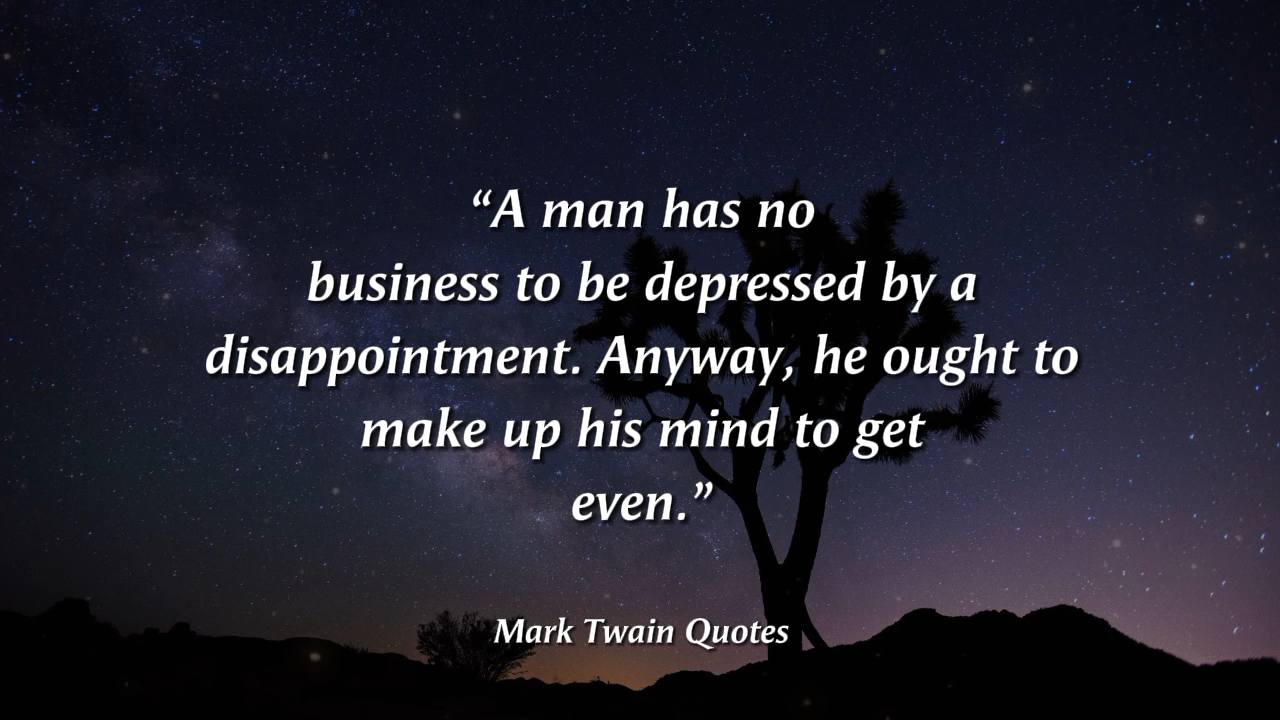 “A man has no
business to be depressed by a
disappointment. Anyway, he ought to
make up his mind to get
even.”
Mark Twain Quotes